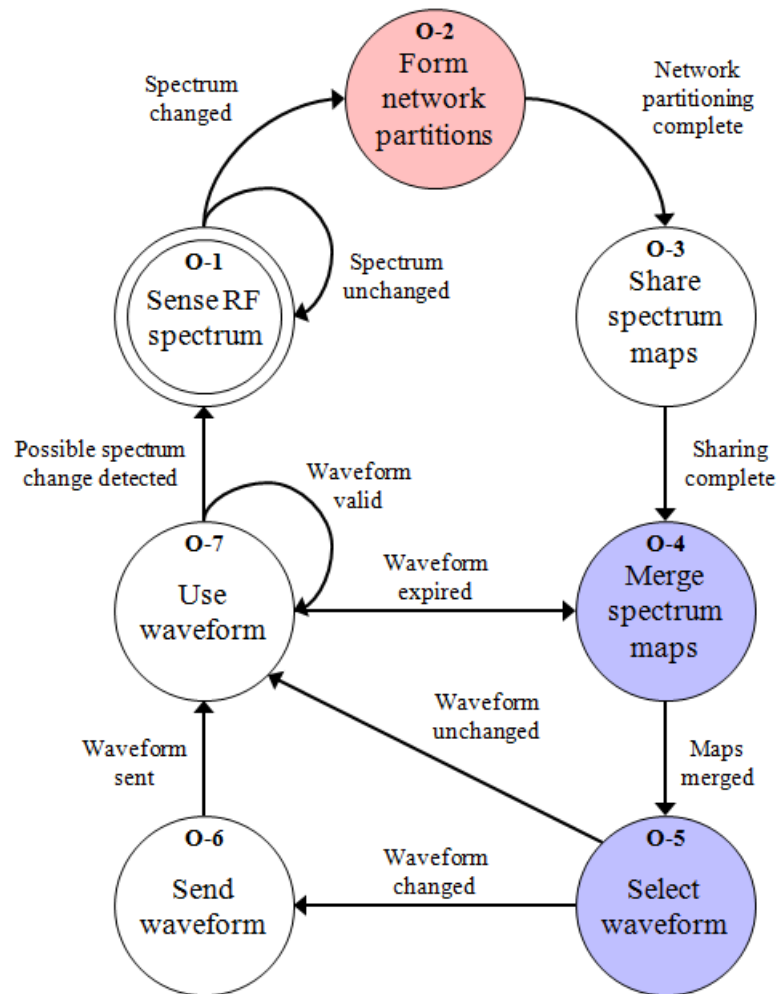 O-2
Form
network
partitions
Spectrum
changed
Network
partitioning
complete
O-1
Sense RF
spectrum
Spectrum
unchanged
O-3
Share
spectrum
maps
Possible spectrum
change detected
Waveform
valid
Sharing
complete
O-7
Use
waveform
Waveform
expired
O-4
Merge
spectrum
maps
Waveform
unchanged
Waveform
sent
Maps
merged
O-6
Send
waveform
Waveform
changed
O-5
Select
waveform